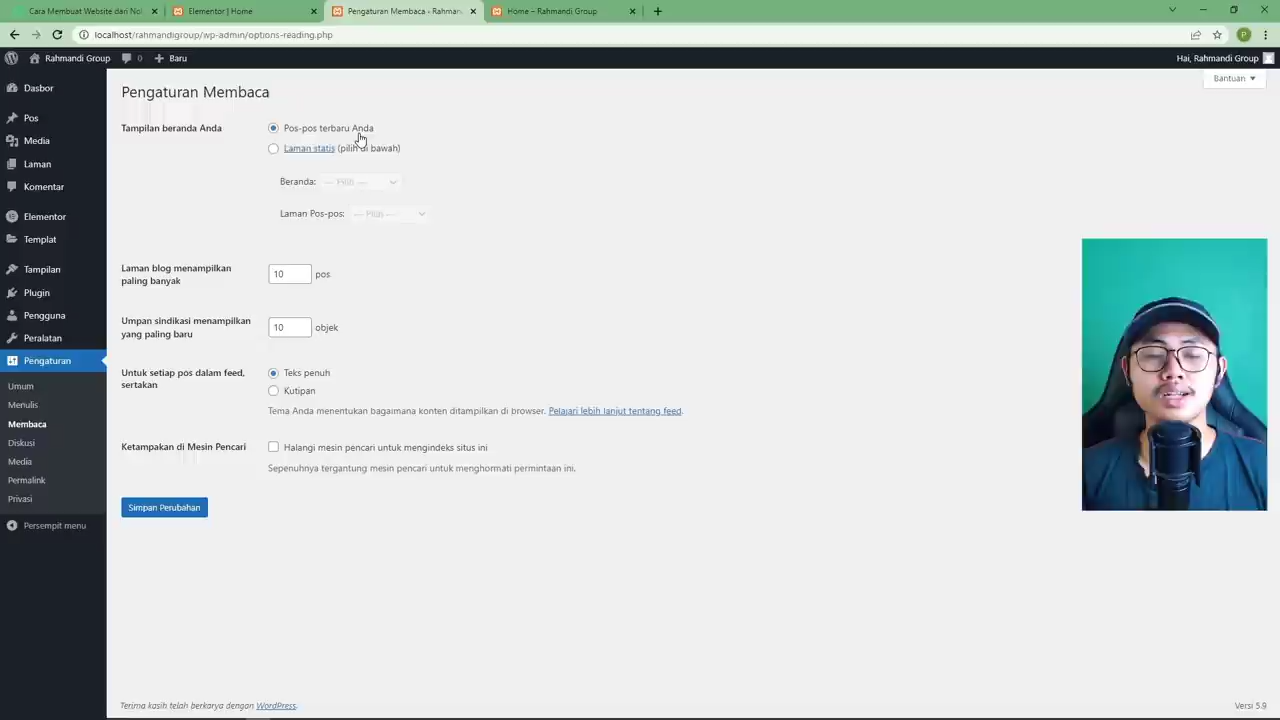 Cara Membuat Website dari Nol
Elementor | Home
Pengaturan Membaca ‹ Rahmand
Home – Rahmandi Group
localhost/rahmandigroup/wp-admin/options-reading.php
P
Rahmandi Group
0
Baru
Hai, Rahmandi Group
Bantuan
Pengaturan Membaca
Dasbor
Pos
Media
Laman
Komentar
Elementor
Templat
Tampilan
Plugin
Pengguna
Peralatan
Pengaturan
Umum
Menulis
Membaca
Diskusi
Media
Permalink
Privasi
Persempit menu
Tampilan beranda Anda
Pos-pos terbaru Anda
Laman statis (pilih di bawah)
Beranda: — Pilih —
Laman Pos-pos: — Pilih —
Laman blog menampilkan
paling banyak
10 pos
Umpan sindikasi menampilkan
yang paling baru
10 objek
Untuk setiap pos dalam feed,
sertakan
Teks penuh
Kutipan
Tema Anda menentukan bagaimana konten ditampilkan di browser. Pelajari lebih lanjut tentang feed.
Ketampakan di Mesin Pencari
Halangi mesin pencari untuk mengindeks situs ini
Sepenuhnya tergantung mesin pencari untuk menghormati permintaan ini.
Simpan Perubahan
Terima kasih telah berkarya dengan WordPress.
Versi 5.9